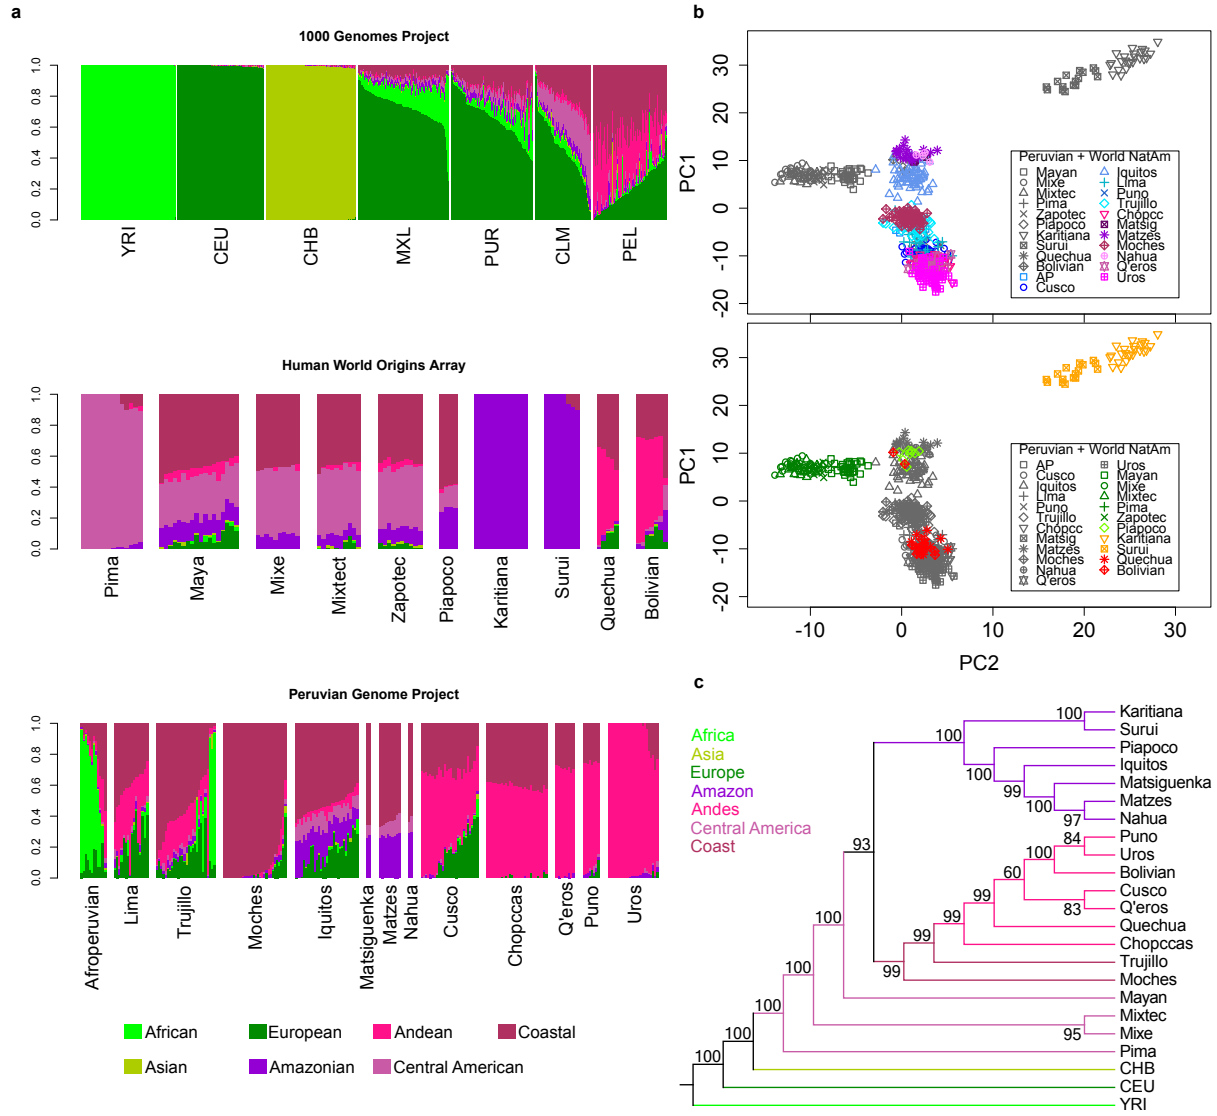 a
1000 Genomes Project
1.0
0.8
0.6
0.4
0.2
0.0
YRI
CEU
CHB
MXL
PUR
CLM
PEL
Human World Origins Array
1.0
0.8
0.6
0.4
0.2
0.0
Pima
Maya
Mixe
Mixtect
Zapotec
Piapoco
Karitiana
Surui
Quechua
Bolivian
Peruvian Genome Project
1.0
0.8
0.6
0.4
0.2
0.0
Afroperuvian
Lima
Trujillo
Moches
Iquitos
Matsiguenka
Matzes
Nahua
Cusco
Chopccas
Q'eros
Puno
Uros
African
European
Andean
Coastal
Asian
Amazonian
Central American
b
PC1
30
20
10
0
-10
-20
Peruvian + World NatAm
Mayan
Mixe
Mixtec
Pima
Zapotec
Piapoco
Karitiana
Surui
Quechua
Bolivian
AP
Cusco
Iquitos
LIma
Puno
Trujillo
Chopcc
Matsig
Matzes
Moches
Nahua
Q'eros
Uros
PC1
30
20
10
0
-10
-20
Peruvian + World NatAm
AP
Cusco
Iquitos
LIma
Puno
Trujillo
Chopcc
Matsig
Matzes
Moches
Nahua
Q'eros
Uros
Mayan
Mixe
Mixtec
Pima
Zapotec
Piapoco
Karitiana
Surui
Quechua
Bolivian
-10
0
10
20
30
PC2
c
Africa
Asia
Europe
Amazon
Andes
Central America
Coast
100
100
100
99
100
97
93
84
100
60
83
99
99
99
99
100
100
95
100
100
100
Karitiana
Surui
Piapoco
Iquitos
Matsiguenka
Matzes
Nahua
Puno
Uros
Bolivian
Cusco
Q'eros
Quechua
Chopccas
Trujillo
Moches
Mayan
Mixtec
Mixe
Pima
CHB
CEU
YRI